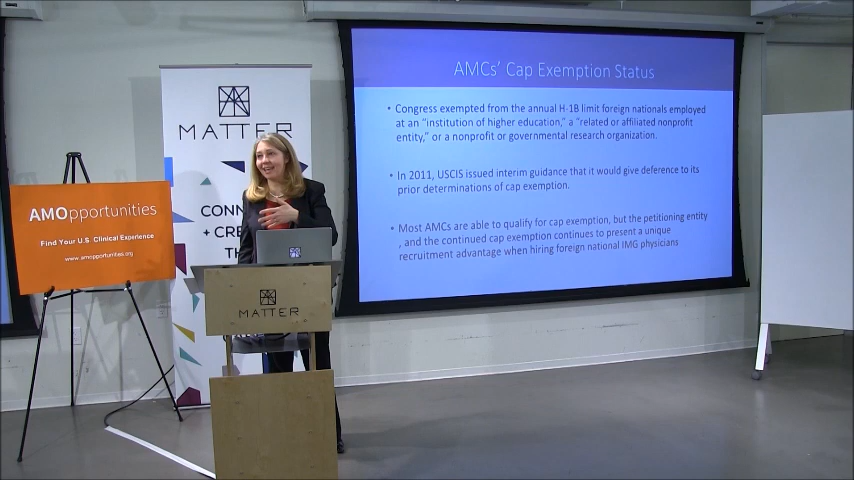 AMCs' Cap Exemption Status
• Congress exempted from the annual H-1B limit foreign nationals employed
at an "institution of higher education," a "related or affiliated nonprofit
entity," or a nonprofit or governmental research organization.
• In 2011, USCIS issued interim guidance that it would give deference to its
prior determinations of cap exemption.
• Most AMCs are able to qualify for cap exemption, but the petitioning entity
, and the continued cap exemption continues to present a unique
recruitment advantage when hiring foreign national IMG physicians
MATTER
CONN
+ CRE
TH
AMOpportunities
Find Your U.S. Clinical Experience
www.amopportunities.org
MATTER